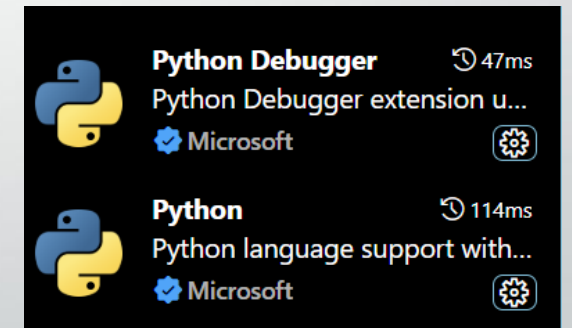 Python Debugger 47ms
Python Debugger extension u...
Microsoft
Python 114ms
Python language support with...
Microsoft